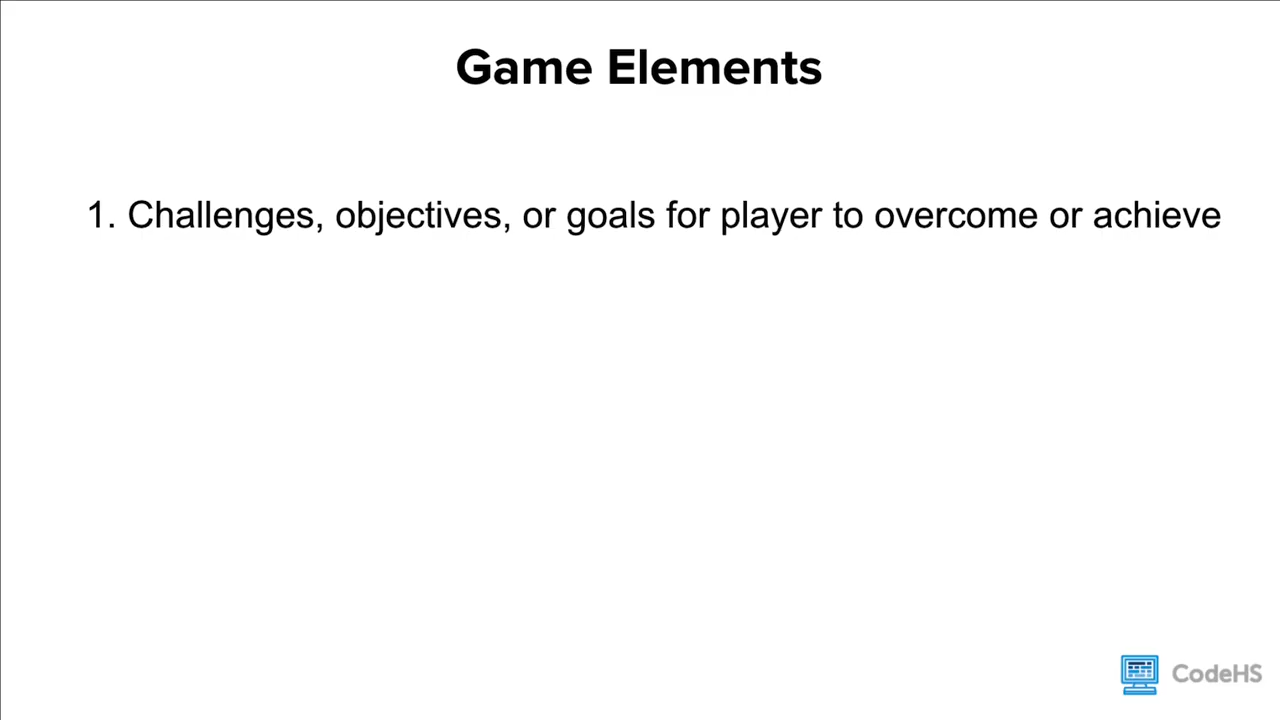 Game Elements
1. Challenges, objectives, or goals for player to overcome or achieve
CodeHS